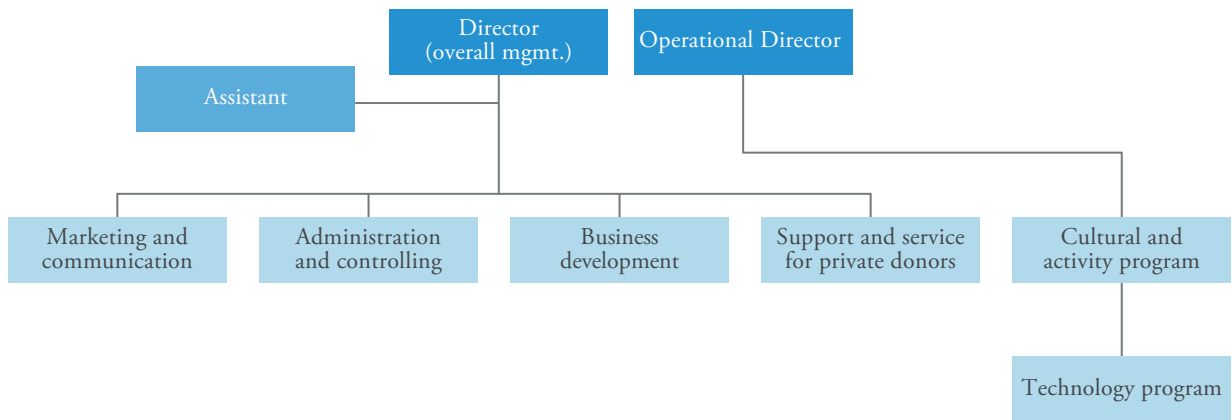 Director
(overall mgmt.)
Operational Director
Assistant
Marketing and
communication
Administration
and controlling
Business
development
Support and service
for private donors
Cultural and
activity program
Technology program